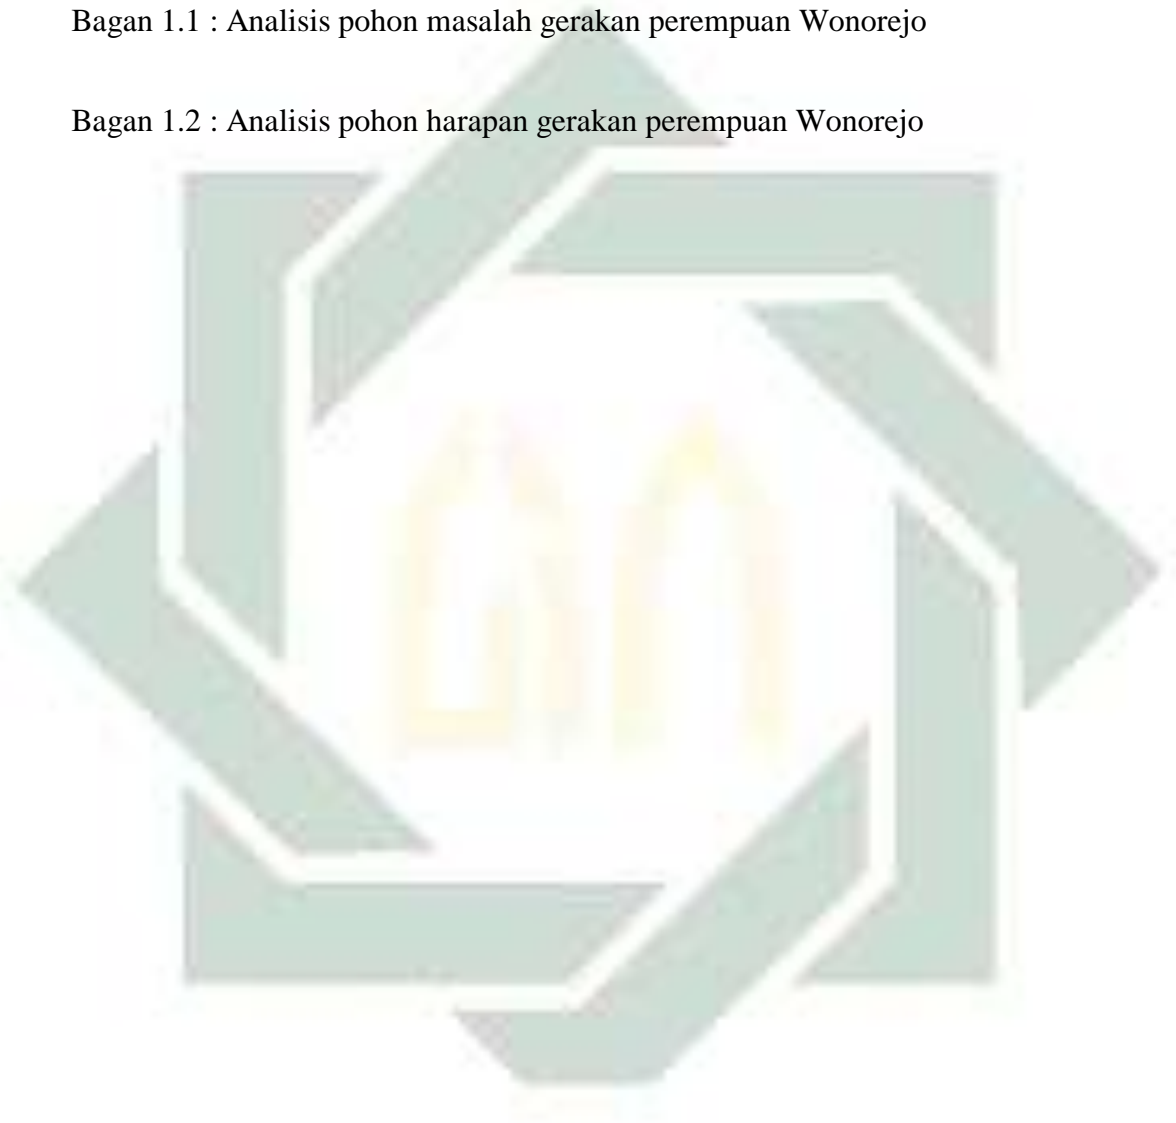 Bagan 1.1 : Analisis pohon masalah gerakan perempuan Wonorejo
Bagan 1.2 : Analisis pohon harapan gerakan perempuan Wonorejo